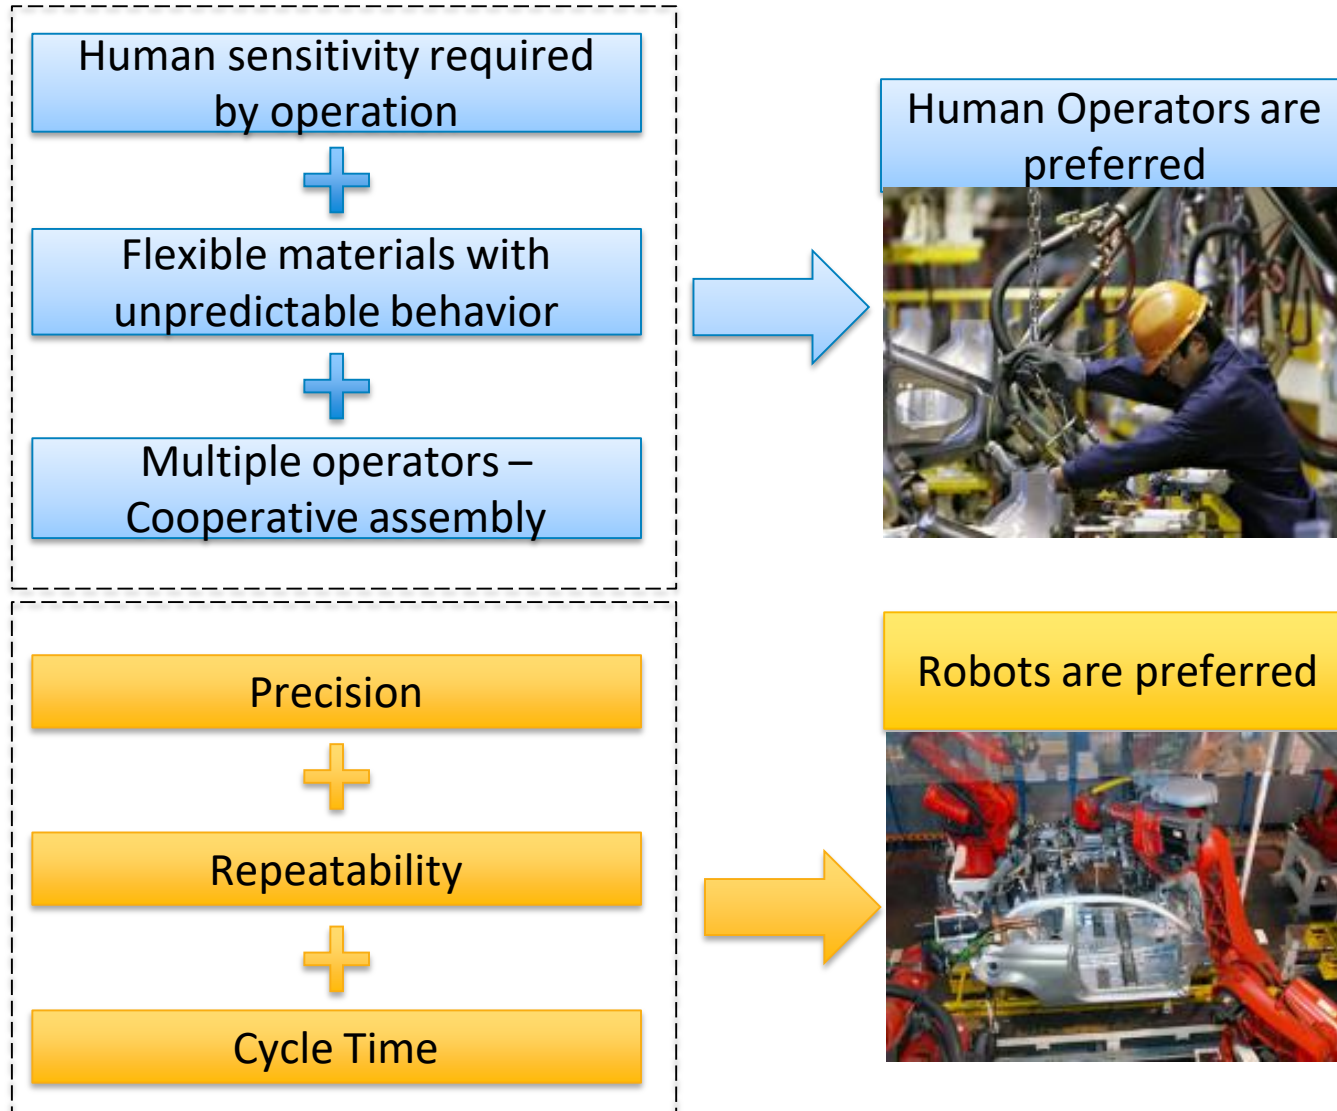 Human sensitivity required
by operation
Flexible materials with
unpredictable behavior
Multiple operators –
Cooperative assembly
Human Operators are
preferred
Precision
Repeatability
Cycle Time
Robots are preferred